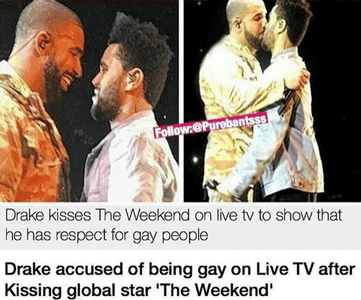 Follow:@Purebantsss
Drake kisses The Weekend on live tv to show that
he has respect for gay people
Drake accused of being gay on Live TV after
Kissing global star 'The Weekend'